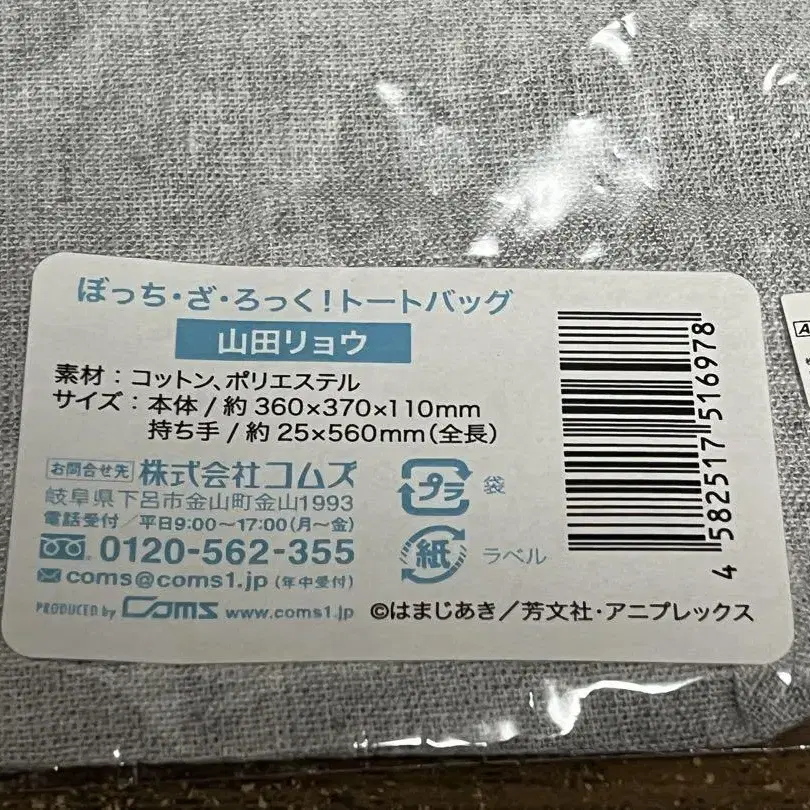 ぼっち・ざ・ろっく!トートバッグ
山田リョウ
素材：コットン、ポリエステル
サイズ：本体/約 360×370×110mm
持ち手/約 25×560mm(全長)
お問合せ先 株式会社コムズ
岐阜県下呂市金山町金山1993
電話受付/平日9:00〜17:00(月〜金)
0120-562-355
coms@coms1.jp (年中受付)
PRODUCED by Coms www.coms1.jp
プラ 袋
紙 ラベル
©はまじあき/芳文社・アニプレックス
4 582517 516978